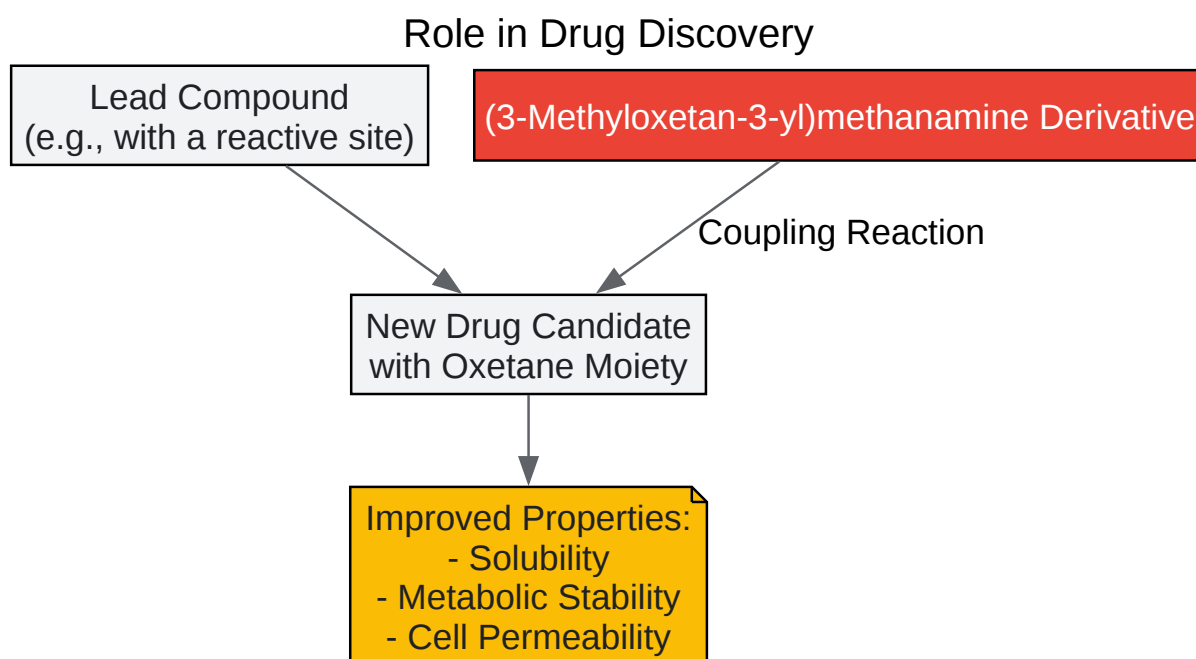 Role in Drug Discovery
Lead Compound
(e.g., with a reactive site)
(3-Methyloxetan-3-yl)methanamine Derivative
Coupling Reaction
New Drug Candidate
with Oxetane Moiety
Improved Properties:
- Solubility
- Metabolic Stability
- Cell Permeability